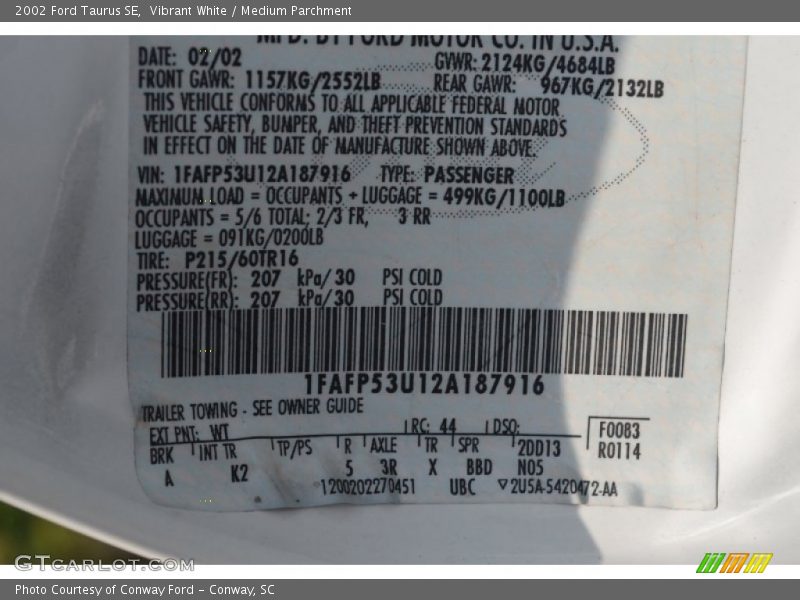 2002 Ford Taurus SE, Vibrant White / Medium Parchment
MFD. BY FORD MOTOR CO. IN U.S.A.
DATE: 02/02 GVWR: 2124KG/4684LB
FRONT GAWR: 1157KG/2552LB REAR GAWR: 967KG/2132LB
THIS VEHICLE CONFORMS TO ALL APPLICABLE FEDERAL MOTOR
VEHICLE SAFETY, BUMPER, AND THEFT PREVENTION STANDARDS
IN EFFECT ON THE DATE OF MANUFACTURE SHOWN ABOVE.
VIN: 1FAFP53U12A187916 TYPE: PASSENGER
MAXIMUM LOAD = OCCUPANTS + LUGGAGE = 499KG/1100LB
OCCUPANTS = 5/6 TOTAL; 2/3 FR, 3 RR
LUGGAGE = 091KG/0200LB
TIRE: P215/60TR16
PRESSURE(FR): 207 kPa/30 PSI COLD
PRESSURE(RR): 207 kPa/30 PSI COLD
1FAFP53U12A187916
TRAILER TOWING - SEE OWNER GUIDE
EXT PNT: WT RC: 44 DSO: F0083
BRK INT TR TP/PS R AXLE TR SPR 2DD13 R0114
A K2 5 3R X BBD N05
1200202270451 UBC ▽2U5A-5420472-AA
GTCARLOT.COM
Photo Courtesy of Conway Ford - Conway, SC